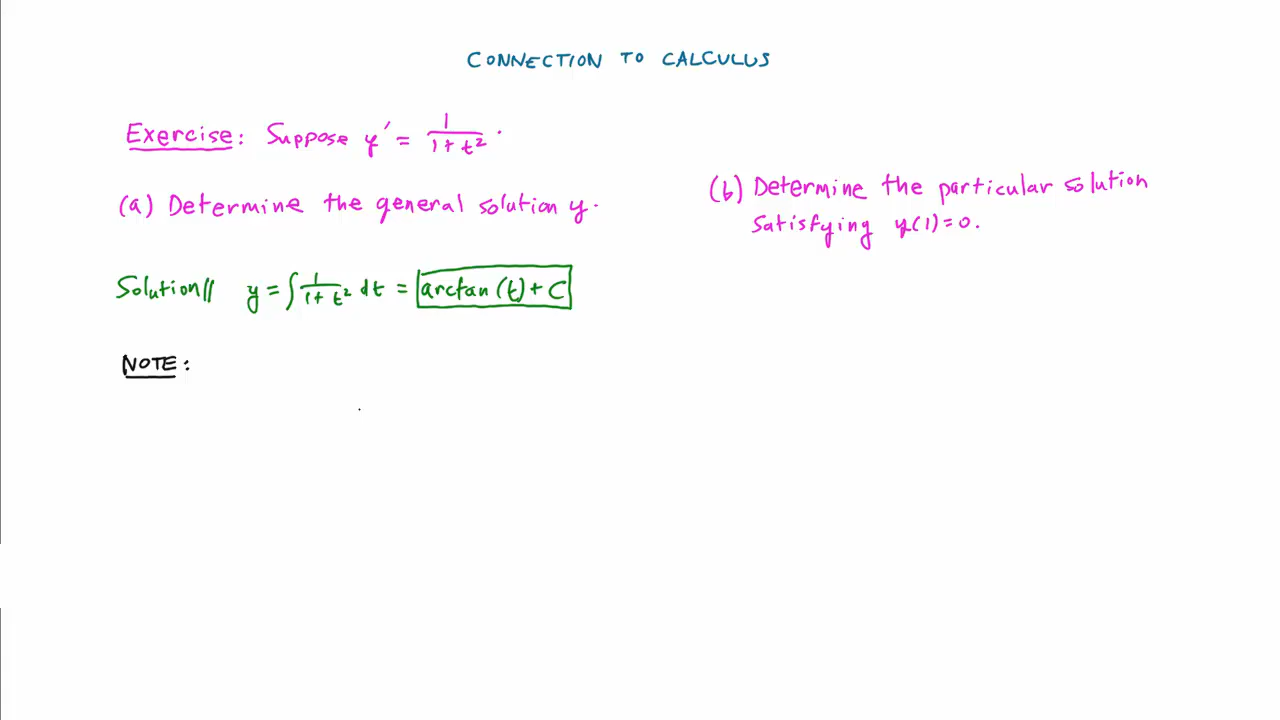 CONNECTION TO CALCULUS
Exercise: Suppose y′ = 1/(1+t²).
(a) Determine the general solution y.
Solution// y = ∫ 1/(1+t²) dt = arctan(t)+C
NOTE:
(b) Determine the particular solution
satisfying y(1)=0.